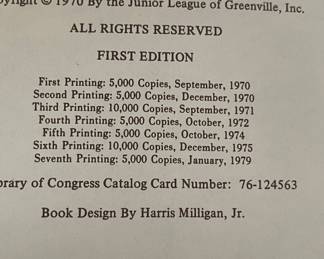 © 1970 By the Junior League of Greenville, Inc.
ALL RIGHTS RESERVED
FIRST EDITION
First Printing: 5,000 Copies, September, 1970
Second Printing: 5,000 Copies, December, 1970
Third Printing: 10,000 Copies, September, 1971
Fourth Printing: 5,000 Copies, October, 1972
Fifth Printing: 5,000 Copies, October, 1974
Sixth Printing: 10,000 Copies, December, 1975
Seventh Printing: 5,000 Copies, January, 1979
brary of Congress Catalog Card Number: 76-124563
Book Design By Harris Milligan, Jr.